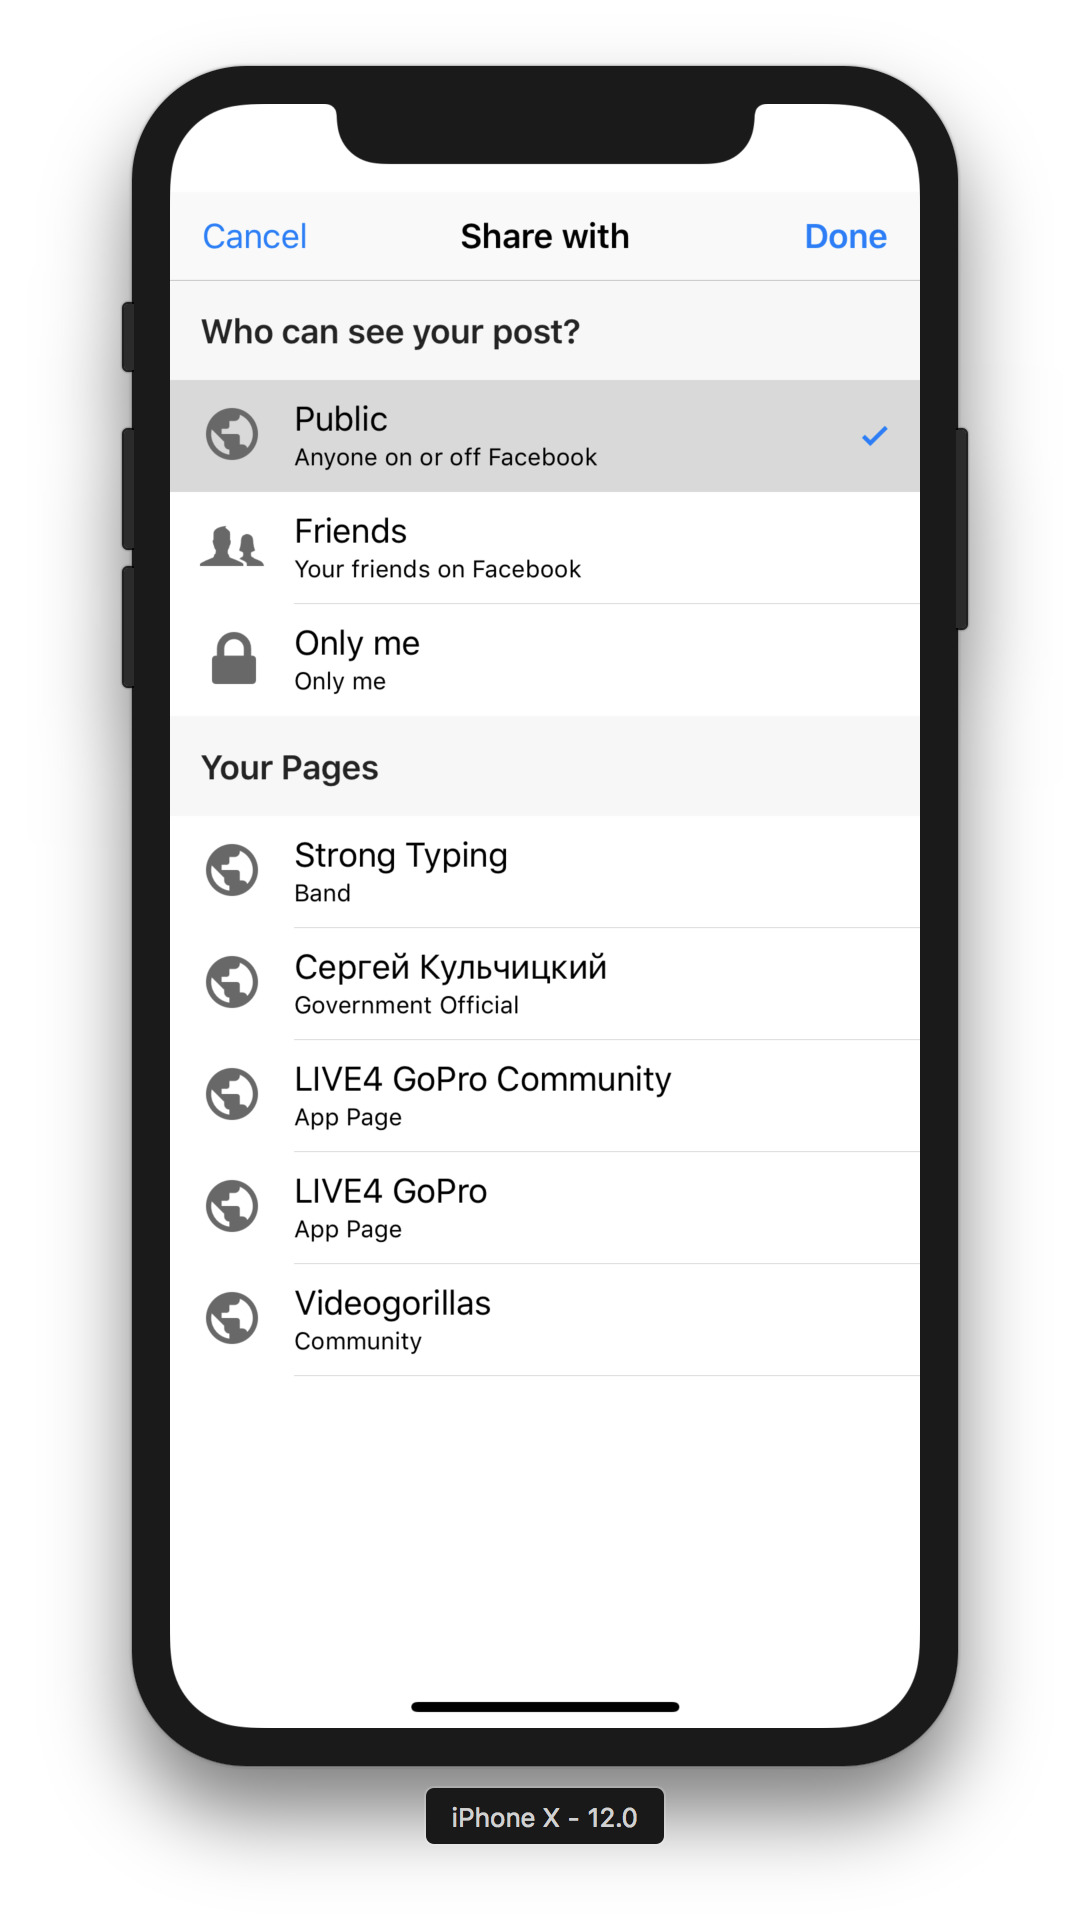 Cancel Share with Done
Who can see your post?
Public
Anyone on or off Facebook
Friends
Your friends on Facebook
Only me
Only me
Your Pages
Strong Typing
Band
Сергей Кульчицкий
Government Official
LIVE4 GoPro Community
App Page
LIVE4 GoPro
App Page
Videogorillas
Community
iPhone X - 12.0